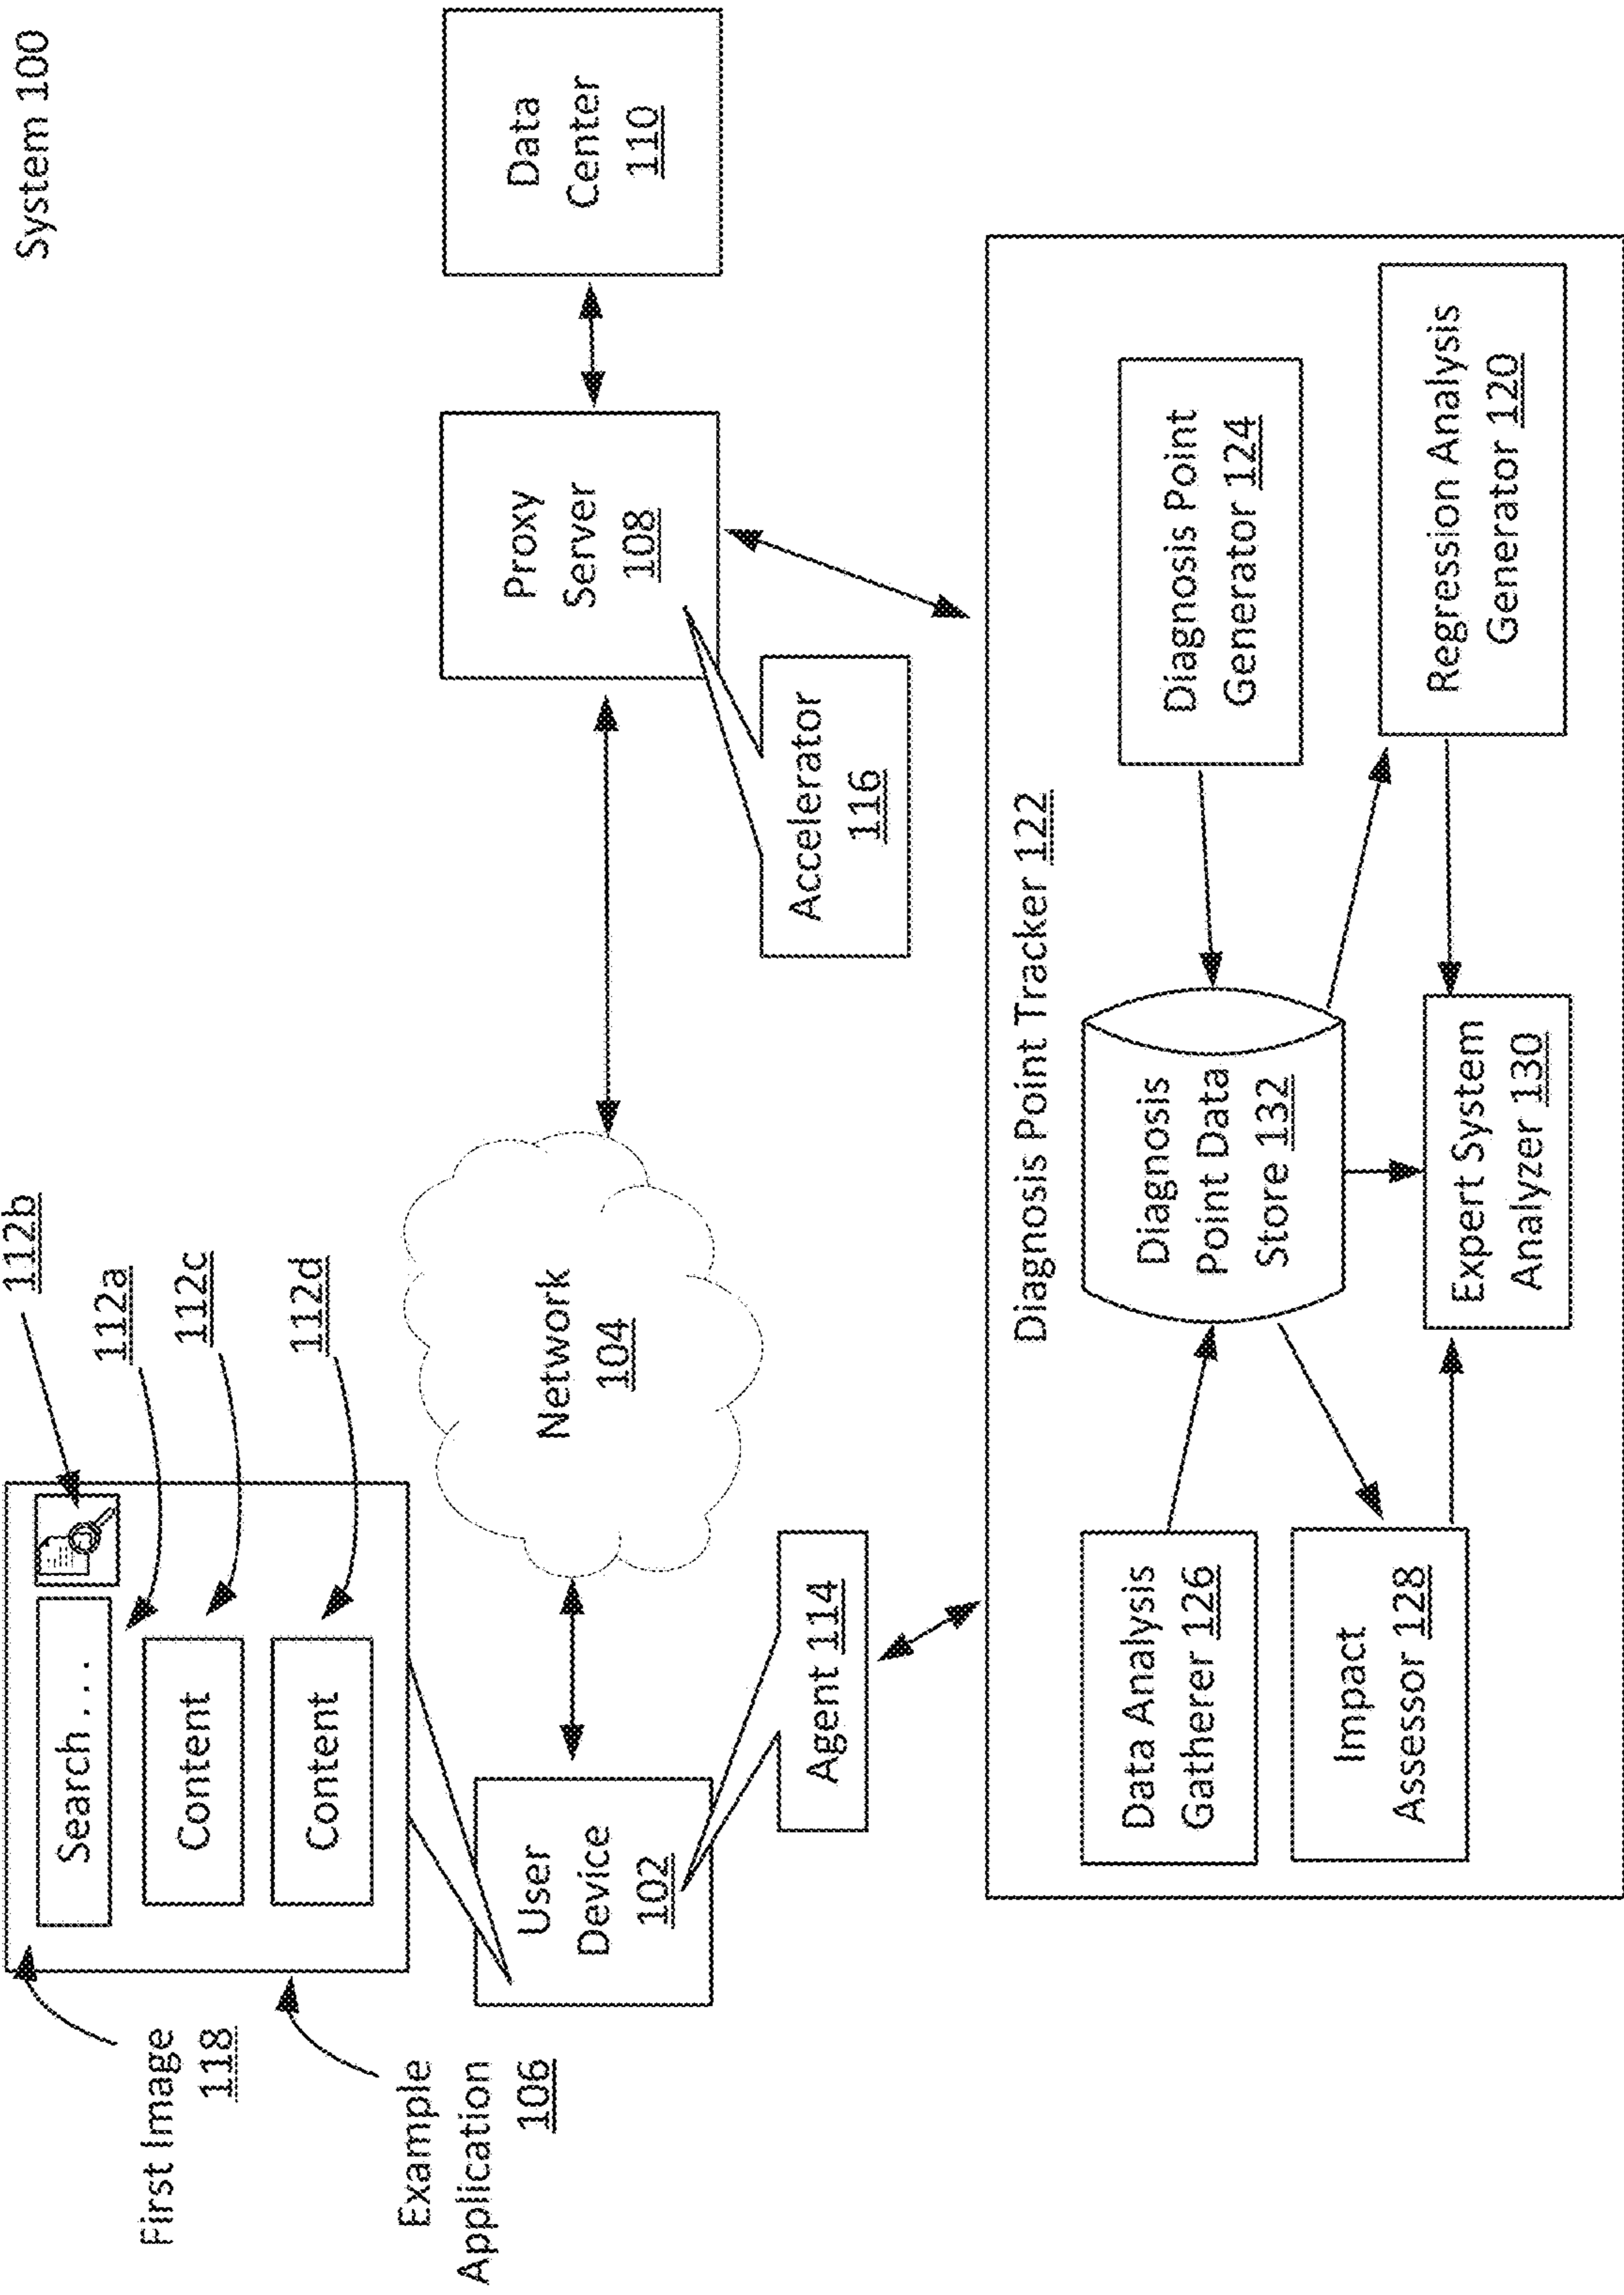 System 100
First Image
118
Example
Application
106
Search . . .
Content
Content
112b
112a
112c
112d
User
Device
102
Agent 114
Network
104
Proxy
Server
108
Accelerator
116
Data
Center
110
Diagnosis Point Tracker 122
Data Analysis
Gatherer 126
Impact
Assessor 128
Diagnosis
Point Data
Store 132
Expert System
Analyzer 130
Diagnosis Point
Generator 124
Regression Analysis
Generator 120